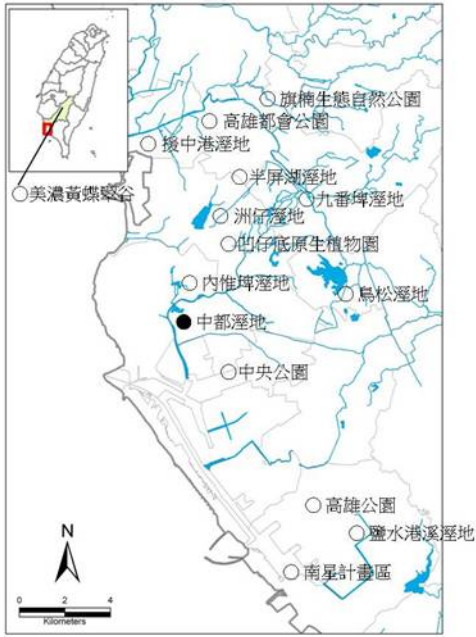 旗楠生態自然公園
高雄都會公園
援中港溼地
半屏湖溼地
美濃黃蝶翠谷
九番埤溼地
洲仔溼地
凹仔底原生植物園
內惟埤溼地
鳥松溼地
中都溼地
中央公園
高雄公園
鹽水港溪溼地
南星計畫區
N
0 2 4
Kilometers